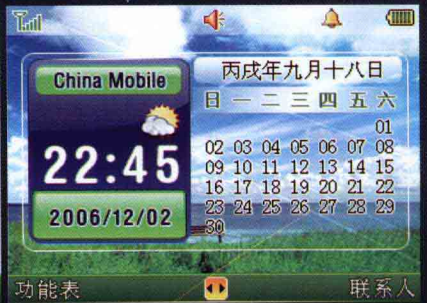 China Mobile
22:45
2006/12/02
丙戌年九月十八日
日 一 二 三 四 五 六
01
02 03 04 05 06 07 08
09 10 11 12 13 14 15
16 17 18 19 20 21 22
23 24 25 26 27 28 29
30
功能表
联系人